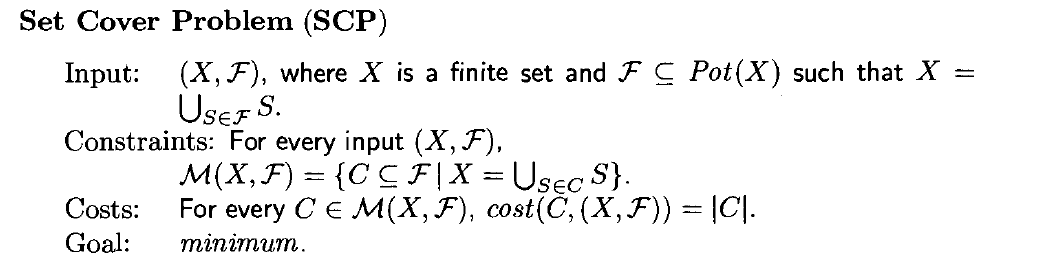 Set Cover Problem (SCP)
Input: (X, ℱ), where X is a finite set and ℱ ⊆ Pot(X) such that X =
⋃_{S∈ℱ} S.
Constraints: For every input (X, ℱ),
ℳ(X, ℱ) = {C ⊆ ℱ | X = ⋃_{S∈C} S}.
Costs: For every C ∈ ℳ(X, ℱ), cost(C, (X, ℱ)) = |C|.
Goal: minimum.